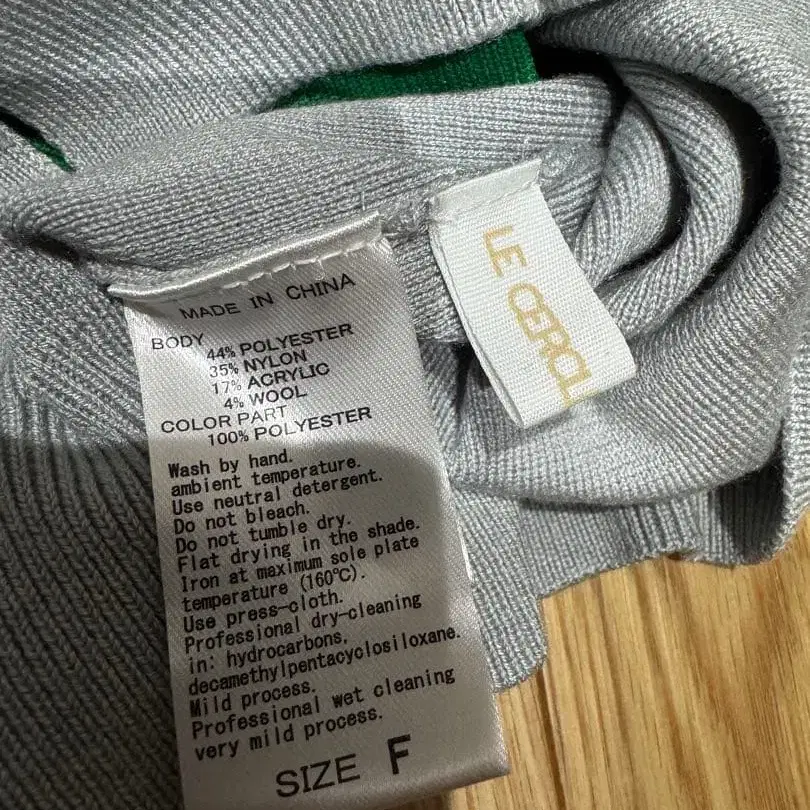 MADE IN CHINA
BODY
44% POLYESTER
35% NYLON
17% ACRYLIC
4% WOOL
COLOR PART
100% POLYESTER
Wash by hand.
ambient temperature.
Use neutral detergent.
Do not bleach.
Do not tumble dry.
Flat drying in the shade.
Iron at maximum sole plate
temperature (160℃).
Use press-cloth.
Professional dry-cleaning
in: hydrocarbons,
decamethylpentacyclosiloxane.
Mild process.
Professional wet cleaning
very mild process.
SIZE F
LE CERCL